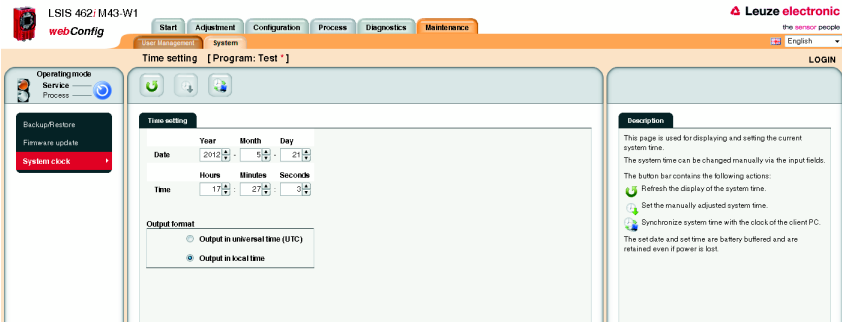 LSIS 462i M43-W1
webConfig
Leuze electronic
the sensor people
Start Adjustment Configuration Process Diagnostics Maintenance
User Management System
English
Time setting [Program: Test *]
LOGIN
Operating mode
Service
Process
Backup/Restore
Firmware update
System clock
Time setting
Year Month Day
Date 2012 - 5 - 21
Hours Minutes Seconds
Time 17 : 27 : 3
Output format
Output in universal time (UTC)
Output in local time
Description
This page is used for displaying and setting the current
system time.
The system time can be changed manually via the input fields.
The button bar contains the following actions:
Refresh the display of the system time.
Set the manually adjusted system time.
Synchronize system time with the clock of the client PC.
The set date and set time are battery buffered and are
retained even if power is lost.